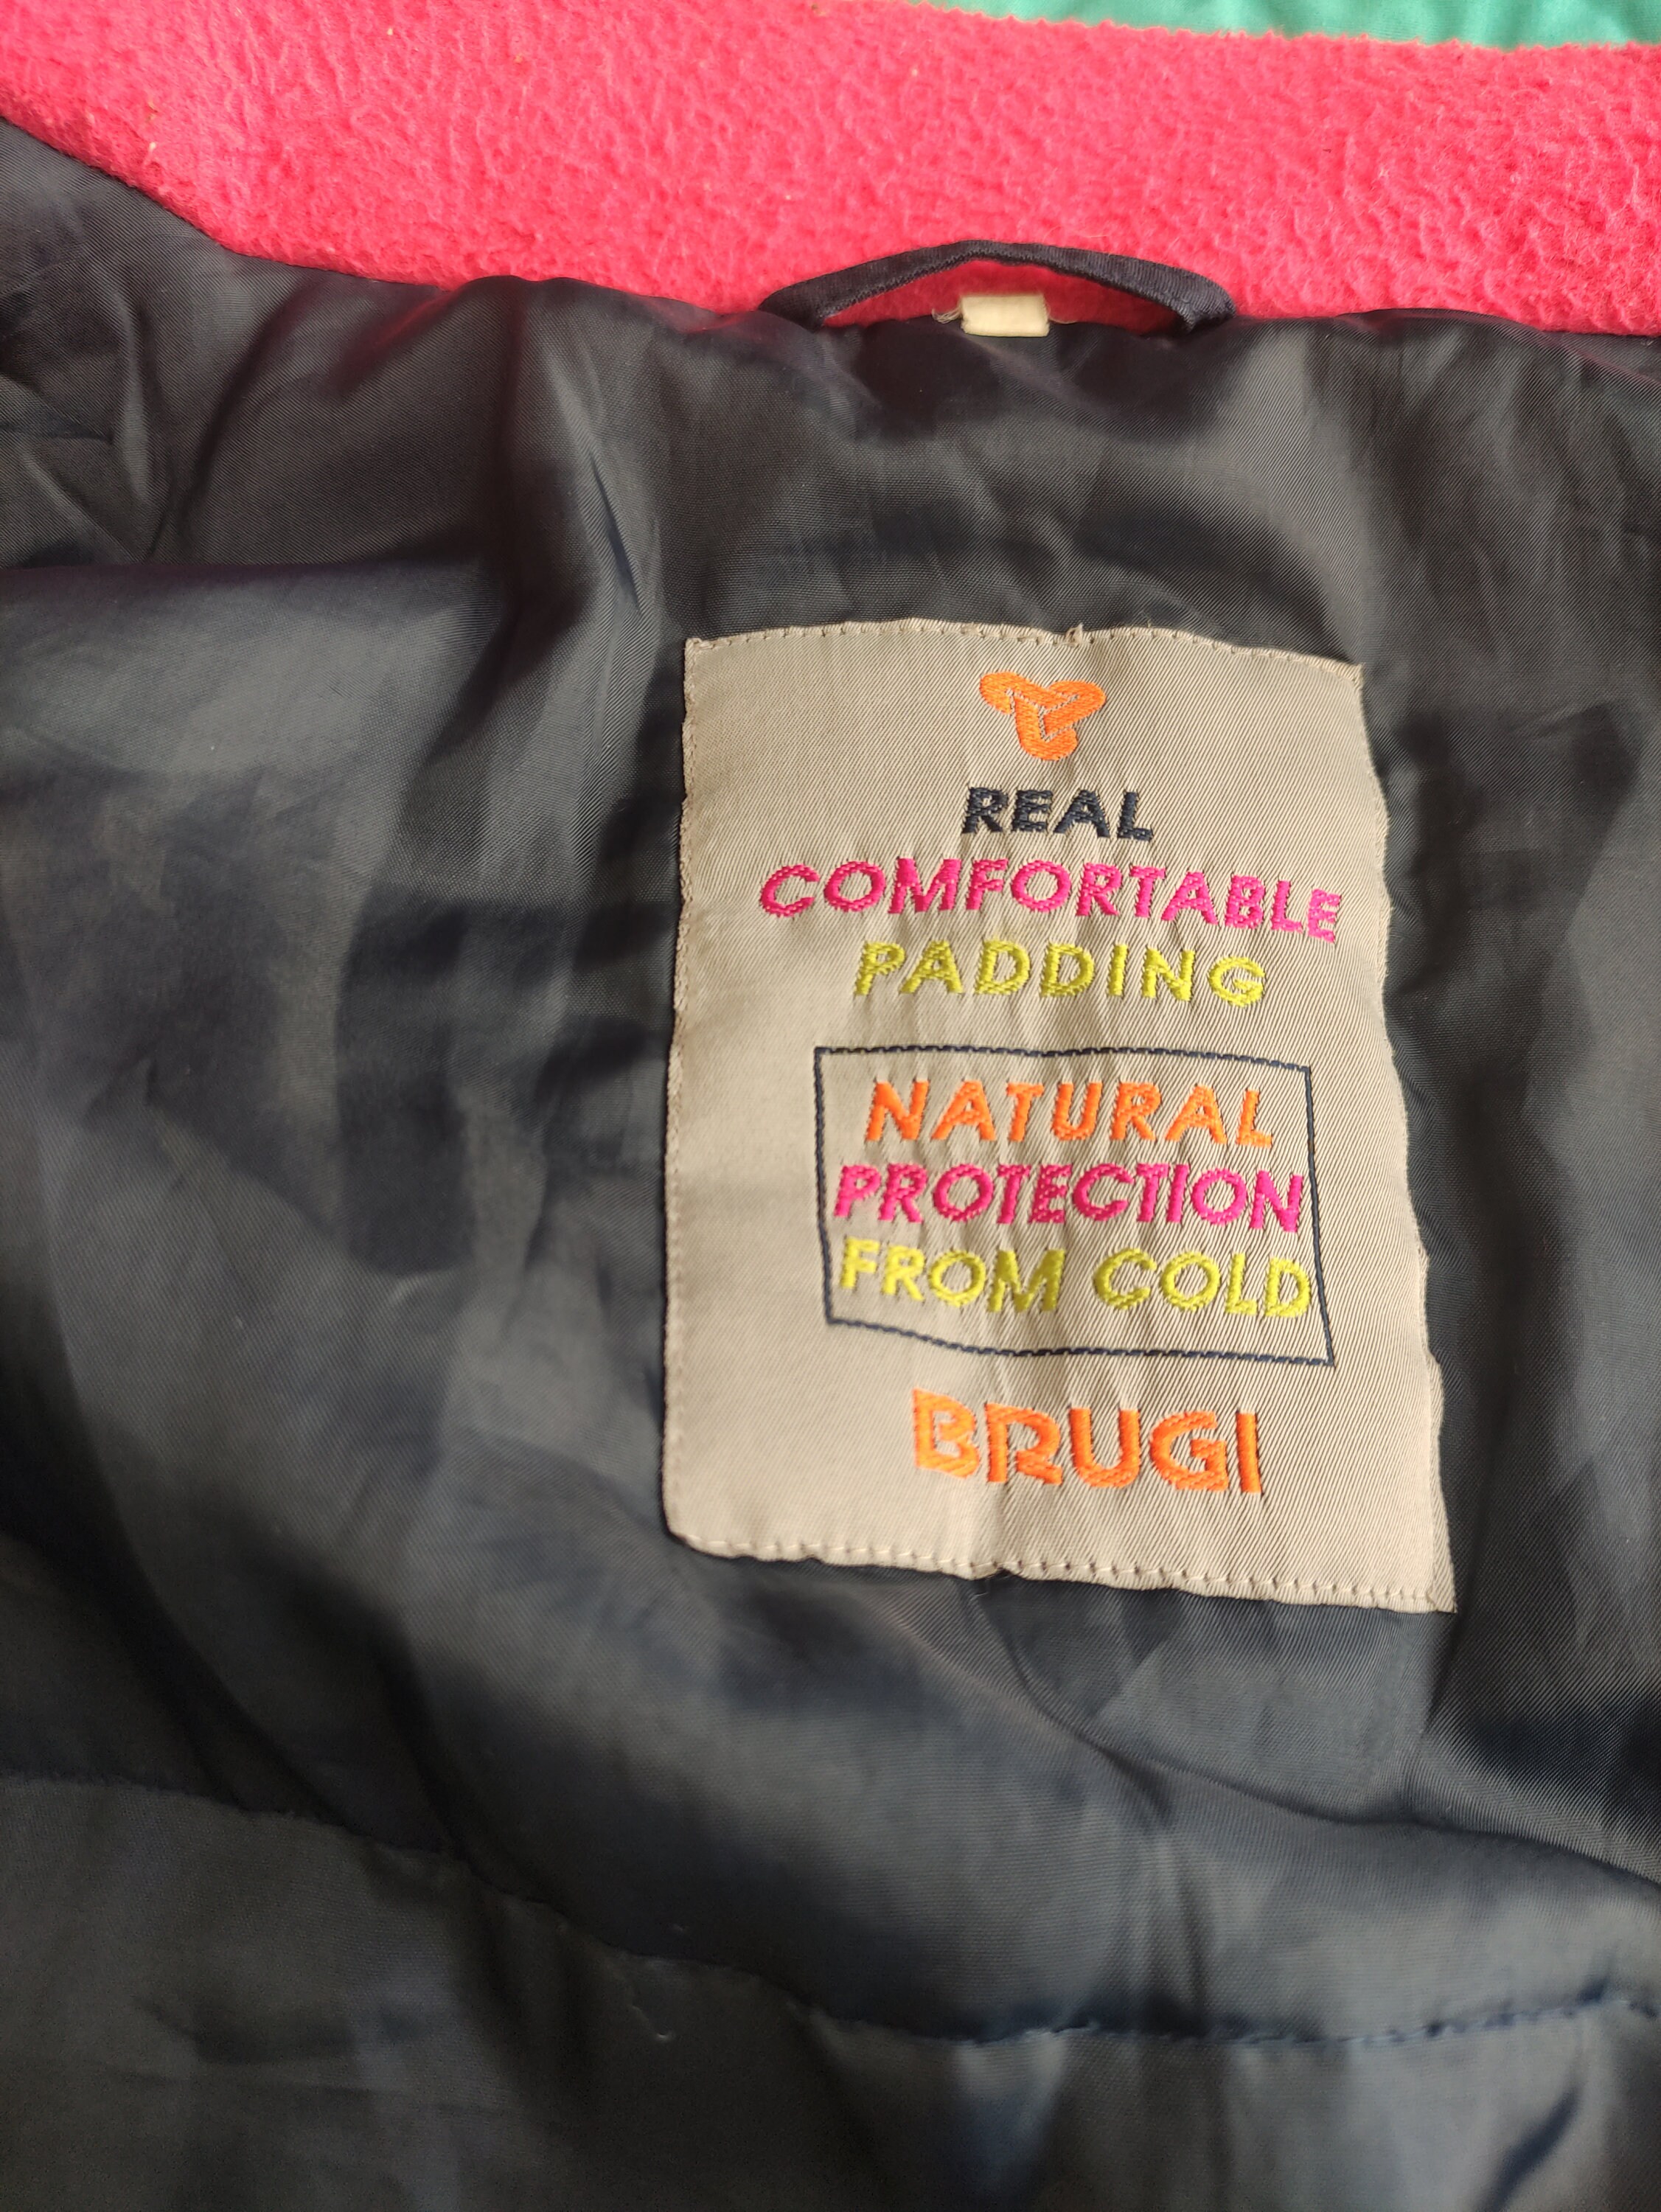 REAL
COMFORTABLE
PADDING
NATURAL
PROTECTION
FROM COLD
BRUGI